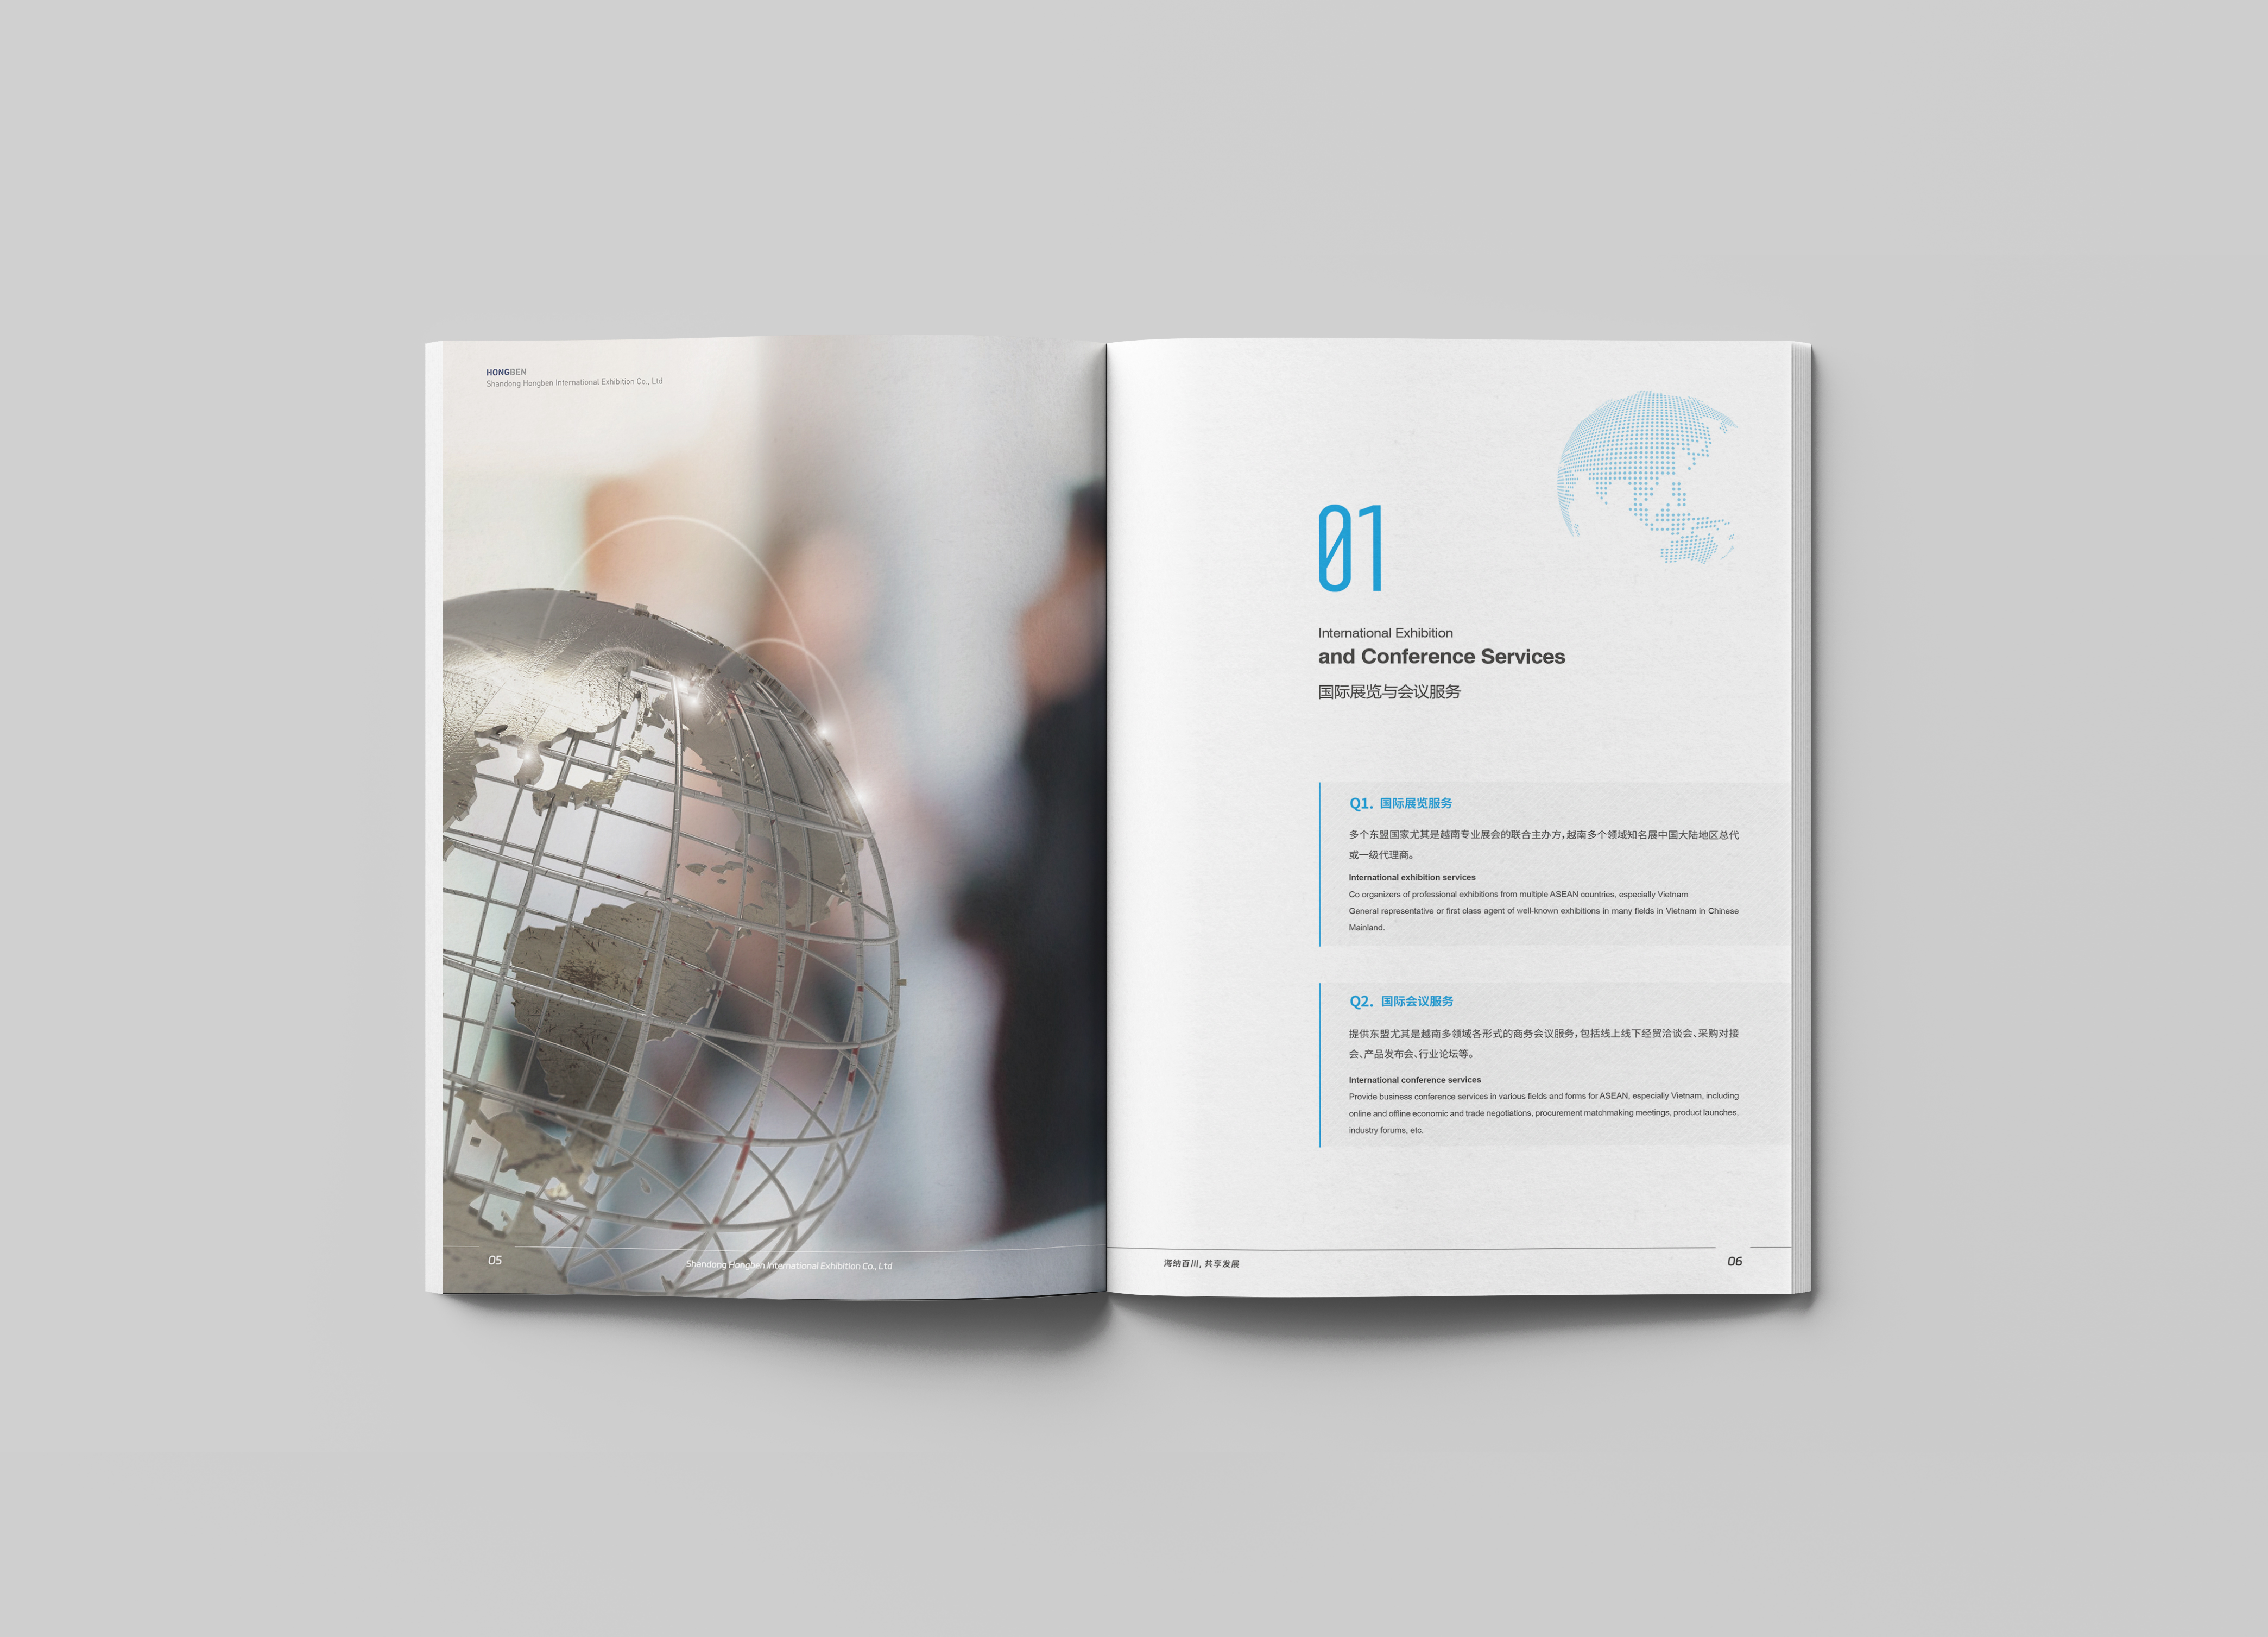 HONGBEN
Shandong Hongben International Exhibition Co., Ltd
05
Shandong Hongben International Exhibition Co., Ltd
01
International Exhibition
and Conference Services
国际展览与会议服务
Q1. 国际展览服务
多个东盟国家尤其是越南专业展会的联合主办方，越南多个领域知名展中国大陆地区总代
或一级代理商。
International exhibition services
Co organizers of professional exhibitions from multiple ASEAN countries, especially Vietnam
General representative or first class agent of well-known exhibitions in many fields in Vietnam in Chinese
Mainland.
Q2. 国际会议服务
提供东盟尤其是越南多领域各形式的商务会议服务，包括线上线下经贸洽谈会、采购对接
会、产品发布会、行业论坛等。
International conference services
Provide business conference services in various fields and forms for ASEAN, especially Vietnam, including
online and offline economic and trade negotiations, procurement matchmaking meetings, product launches,
industry forums, etc.
海纳百川，共享发展
06